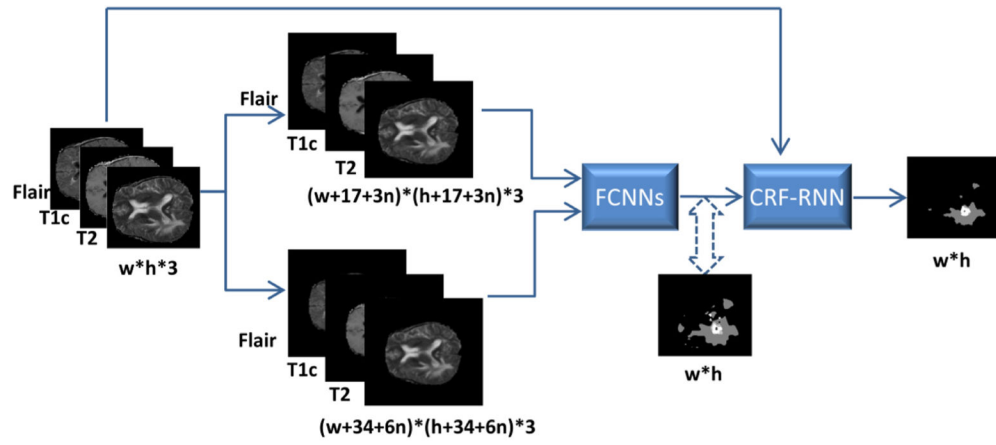 Flair
T1c
T2
w*h*3
Flair
T1c
T2
(w+17+3n)*(h+17+3n)*3
Flair
T1c
T2
(w+34+6n)*(h+34+6n)*3
FCNNs
CRF-RNN
w*h
w*h